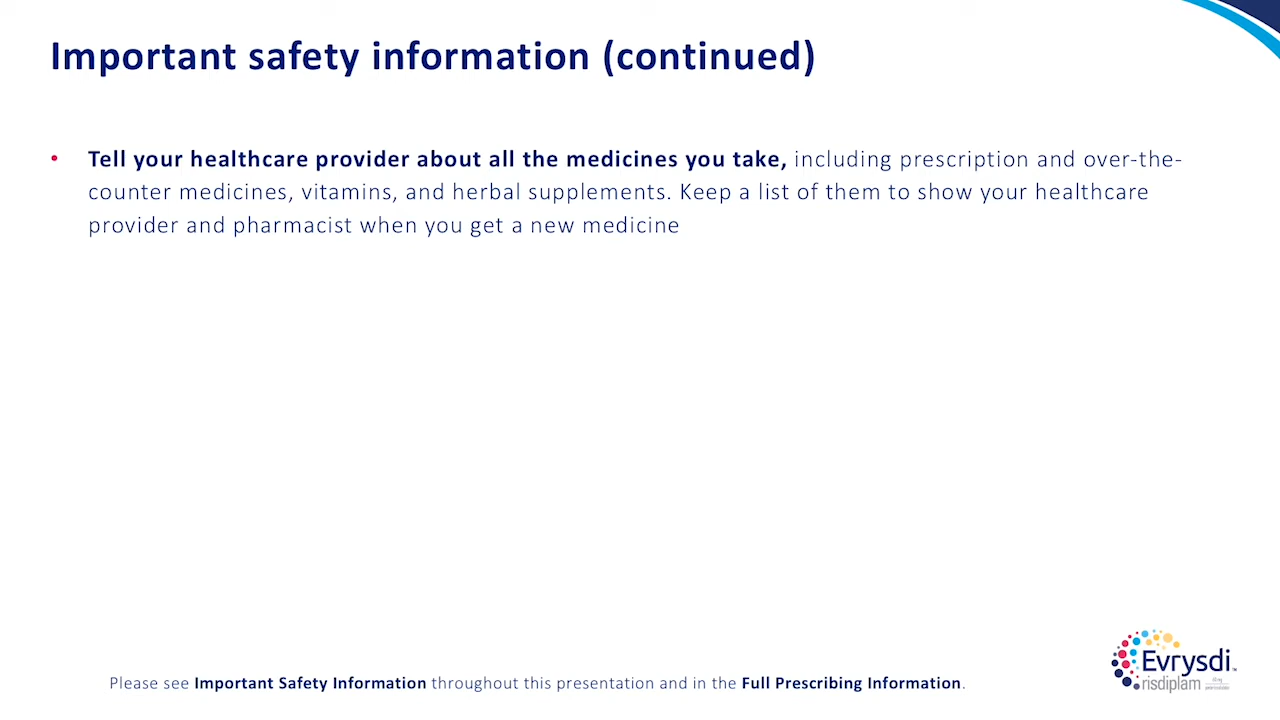 Important safety information (continued)
• Tell your healthcare provider about all the medicines you take, including prescription and over-the-
counter medicines, vitamins, and herbal supplements. Keep a list of them to show your healthcare
provider and pharmacist when you get a new medicine
Evrysdi™
risdiplam
Please see Important Safety Information throughout this presentation and in the Full Prescribing Information.